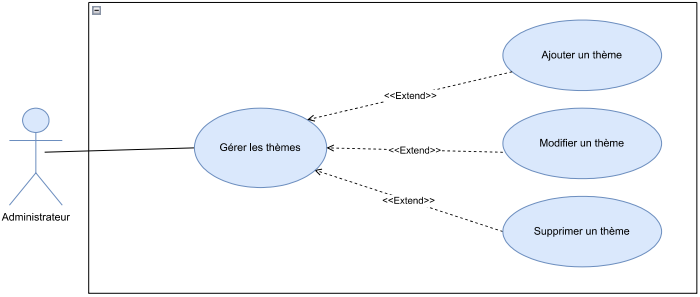 Ajouter un thème
<<Extend>>
Gérer les thèmes
<<Extend>>
Modifier un thème
<<Extend>>
Administrateur
Supprimer un thème